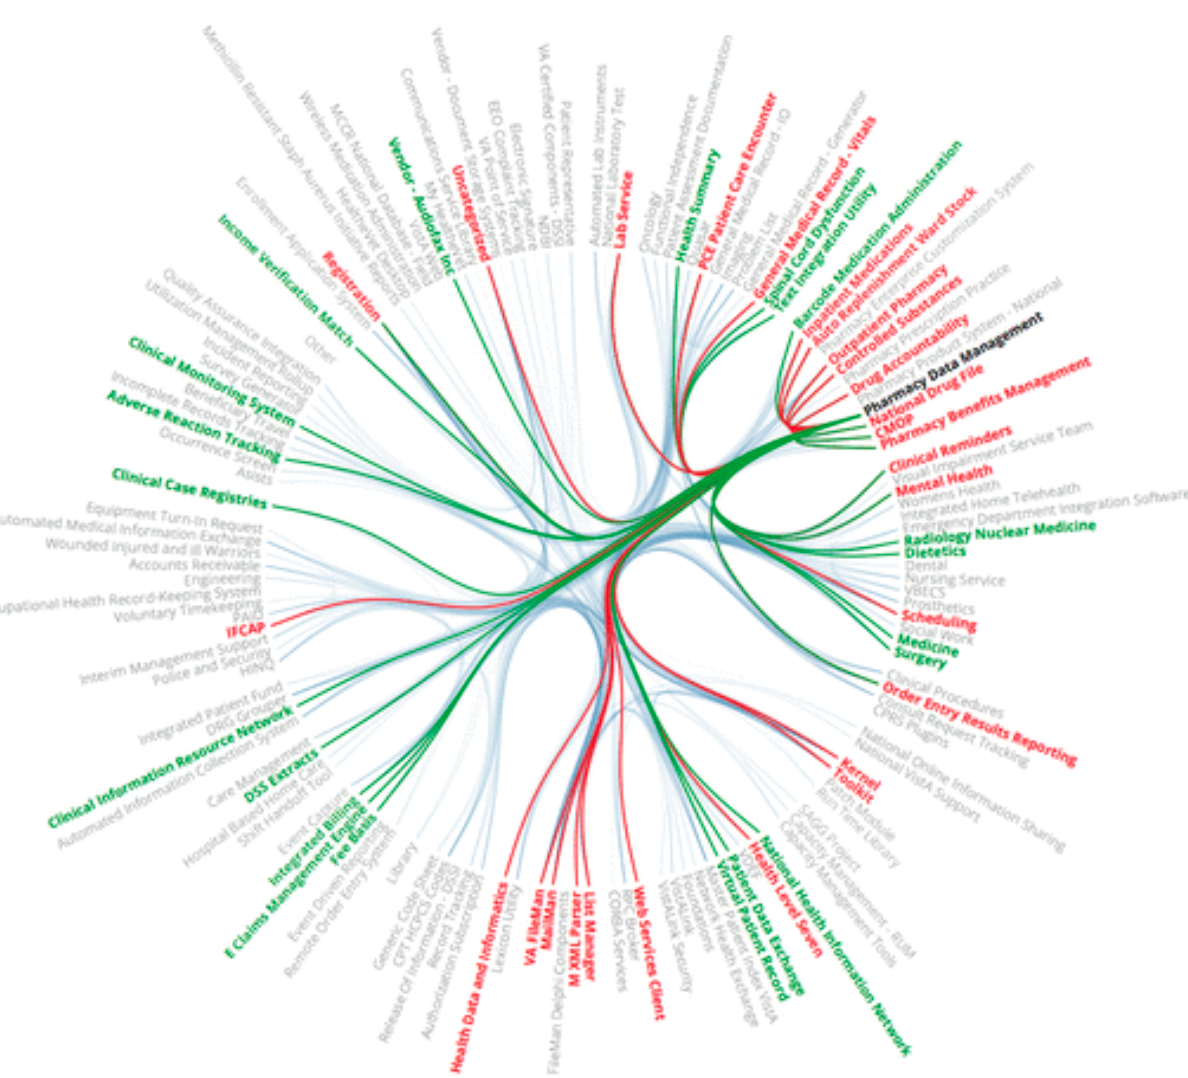 Automated Lab Instruments
National Laboratory Test
Lab Service
Ontology
Functional Independence
Patient Assessment Documentation
Health Summary
PCE Patient Care Encounter
General Medical Record - IO
Imaging
Problem List
General Medical Record - Generator
General Medical Record - Vitals
Spinal Cord Dysfunction
Text Integration Utility
Barcode Medication Administration
Inpatient Medications
Auto Replenishment Ward Stock
Pharmacy Enterprise Customization System
Outpatient Pharmacy
Controlled Substances
Pharmacy Prescription Practice
Drug Accountability
Pharmacy Product System - National
Pharmacy Data Management
National Drug File
CMOP
Pharmacy Benefits Management
Clinical Reminders
Visual Impairment Service Team
Mental Health
Womens Health
Integrated Home Telehealth
Emergency Department Integration Software
Radiology Nuclear Medicine
Dietetics
Dental
Nursing Service
VBECS
Prosthetics
Scheduling
Social Work
Medicine
Surgery
Clinical Procedures
Order Entry Results Reporting
Consult Request Tracking
CPRS Plugins
National Online Information Sharing
National VistA Support
Kernel
Toolkit
Patch Module
Run Time Library
SAGG Project
Capacity Management - RUM
Capacity Management Tools
National Health Information Network
Health Level Seven
Patient Data Exchange
Virtual Patient Record
Master Patient Index VistA
Network Health Exchange
Foundations
VistALink
VistALink Security
Web Services Client
RPC Broker
CORBA Services
List Manager
M XML Parser
FileMan Delphi Components
MailMan
VA FileMan
Lexicon Utility
Health Data and Informatics
Authorization Subscription
Record Tracking
Release Of Information - DSSI
CPT HCPCS Codes
Generic Code Sheet
Library
Remote Order Entry System
Event Driven Reporting
Fee Basis
E Claims Management Engine
Integrated Billing
Event Capture
Shift Handoff Tool
Hospital Based Home Care
DSS Extracts
Care Management
Automated Information Collection System
Clinical Information Resource Network
DRG Grouper
Integrated Patient Fund
HINQ
Police and Security
Interim Management Support
IFCAP
PAID
Voluntary Timekeeping
upational Health Record-Keeping System
Engineering
Accounts Receivable
Wounded Injured and Ill Warriors
utomated Medical Information Exchange
Equipment Turn-In Request
Clinical Case Registries
Asists
Occurrence Screen
Adverse Reaction Tracking
Incomplete Records Tracking
Beneficiary Travel
Clinical Monitoring System
Survey Generator
Incident Reporting
Utilization Management Rollup
Quality Assurance Integration
Other
Income Verification Match
Enrollment Application System
Registration
Methicillin Resistant Staph Aureus Initiative Reports
HealtheVet Desktop
Wireless Medication Administration
MCCR National Database
Vendor - Audiofax Inc
My HealtheVet
Communications Service Library
Uncategorized
Vendor - Document Storage Systems
VA Point of Service
EEO Complaint Tracking
Electronic Signature
NDBI
VA Certified Components - DSSI
Patient Representative